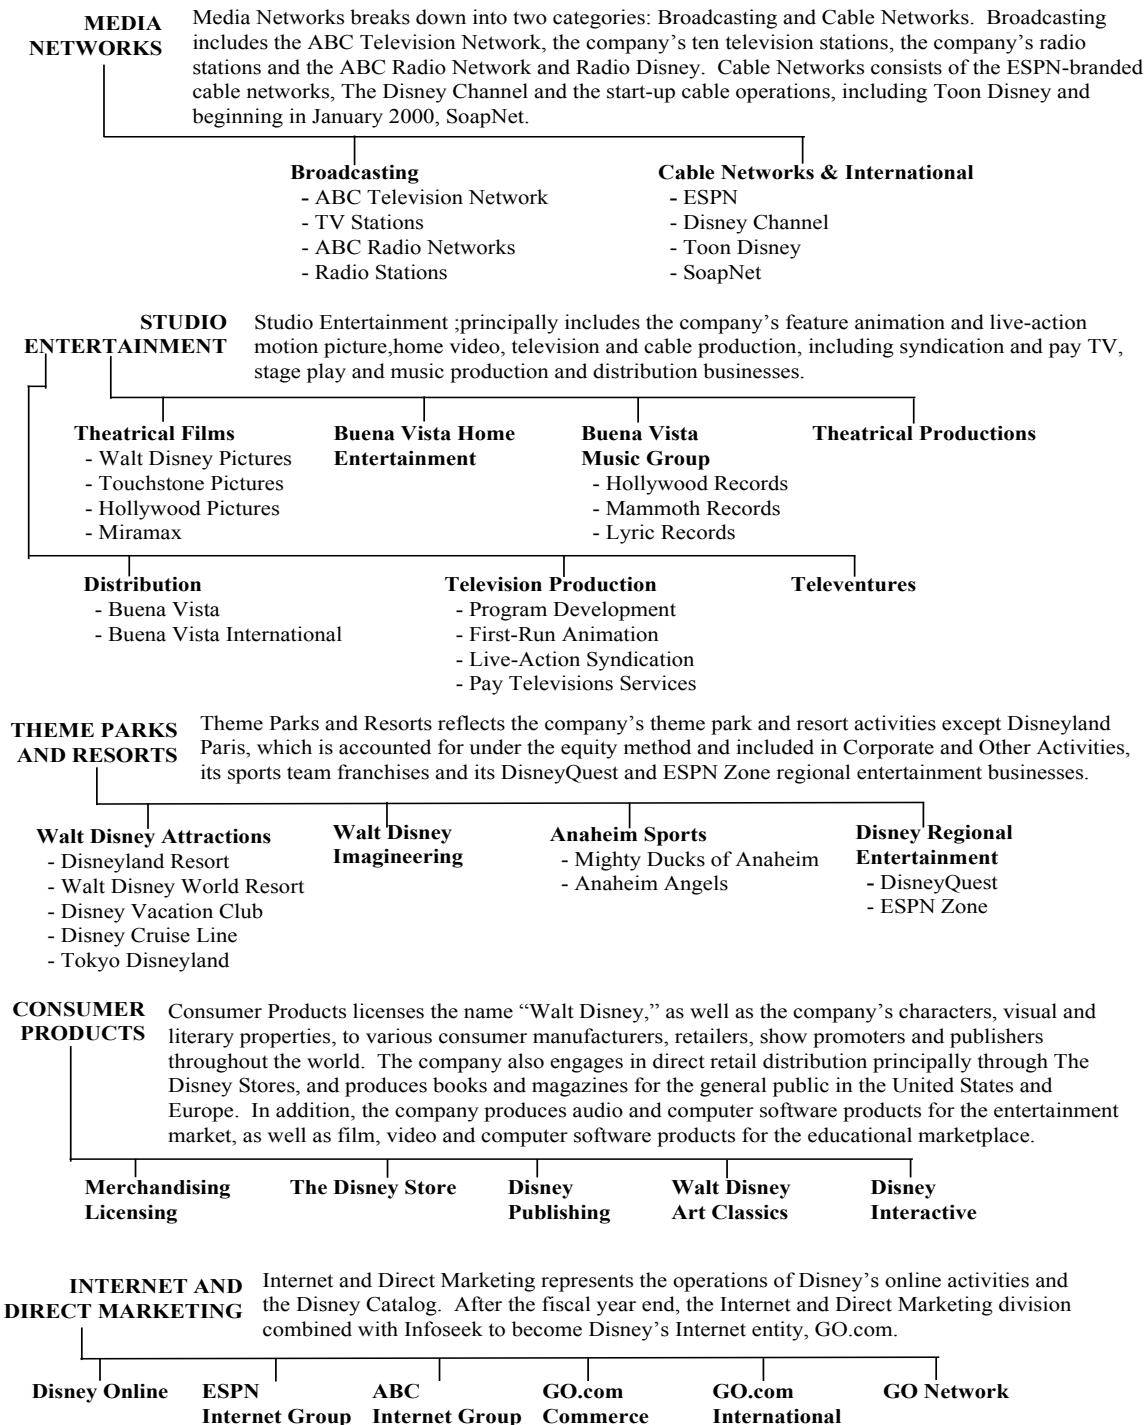 MEDIA
NETWORKS
Media Networks breaks down into two categories: Broadcasting and Cable Networks. Broadcasting
includes the ABC Television Network, the company's ten television stations, the company's radio
stations and the ABC Radio Network and Radio Disney. Cable Networks consists of the ESPN-branded
cable networks, The Disney Channel and the start-up cable operations, including Toon Disney and
beginning in January 2000, SoapNet.
Broadcasting
- ABC Television Network
- TV Stations
- ABC Radio Networks
- Radio Stations
Cable Networks & International
- ESPN
- Disney Channel
- Toon Disney
- SoapNet
STUDIO
ENTERTAINMENT
Studio Entertainment ;principally includes the company's feature animation and live-action
motion picture,home video, television and cable production, including syndication and pay TV,
stage play and music production and distribution businesses.
Theatrical Films
- Walt Disney Pictures
- Touchstone Pictures
- Hollywood Pictures
- Miramax
Buena Vista Home
Entertainment
Buena Vista
Music Group
- Hollywood Records
- Mammoth Records
- Lyric Records
Theatrical Productions
Distribution
- Buena Vista
- Buena Vista International
Television Production
- Program Development
- First-Run Animation
- Live-Action Syndication
- Pay Televisions Services
Televentures
THEME PARKS
AND RESORTS
Theme Parks and Resorts reflects the company's theme park and resort activities except Disneyland
Paris, which is accounted for under the equity method and included in Corporate and Other Activities,
its sports team franchises and its DisneyQuest and ESPN Zone regional entertainment businesses.
Walt Disney Attractions
- Disneyland Resort
- Walt Disney World Resort
- Disney Vacation Club
- Disney Cruise Line
- Tokyo Disneyland
Walt Disney
Imagineering
Anaheim Sports
- Mighty Ducks of Anaheim
- Anaheim Angels
Disney Regional
Entertainment
- DisneyQuest
- ESPN Zone
CONSUMER
PRODUCTS
Consumer Products licenses the name “Walt Disney,” as well as the company's characters, visual and
literary properties, to various consumer manufacturers, retailers, show promoters and publishers
throughout the world. The company also engages in direct retail distribution principally through The
Disney Stores, and produces books and magazines for the general public in the United States and
Europe. In addition, the company produces audio and computer software products for the entertainment
market, as well as film, video and computer software products for the educational marketplace.
Merchandising
Licensing
The Disney Store
Disney
Publishing
Walt Disney
Art Classics
Disney
Interactive
INTERNET AND
DIRECT MARKETING
Internet and Direct Marketing represents the operations of Disney's online activities and
the Disney Catalog. After the fiscal year end, the Internet and Direct Marketing division
combined with Infoseek to become Disney's Internet entity, GO.com.
Disney Online
ESPN
Internet Group
ABC
Internet Group
GO.com
Commerce
GO.com
International
GO Network